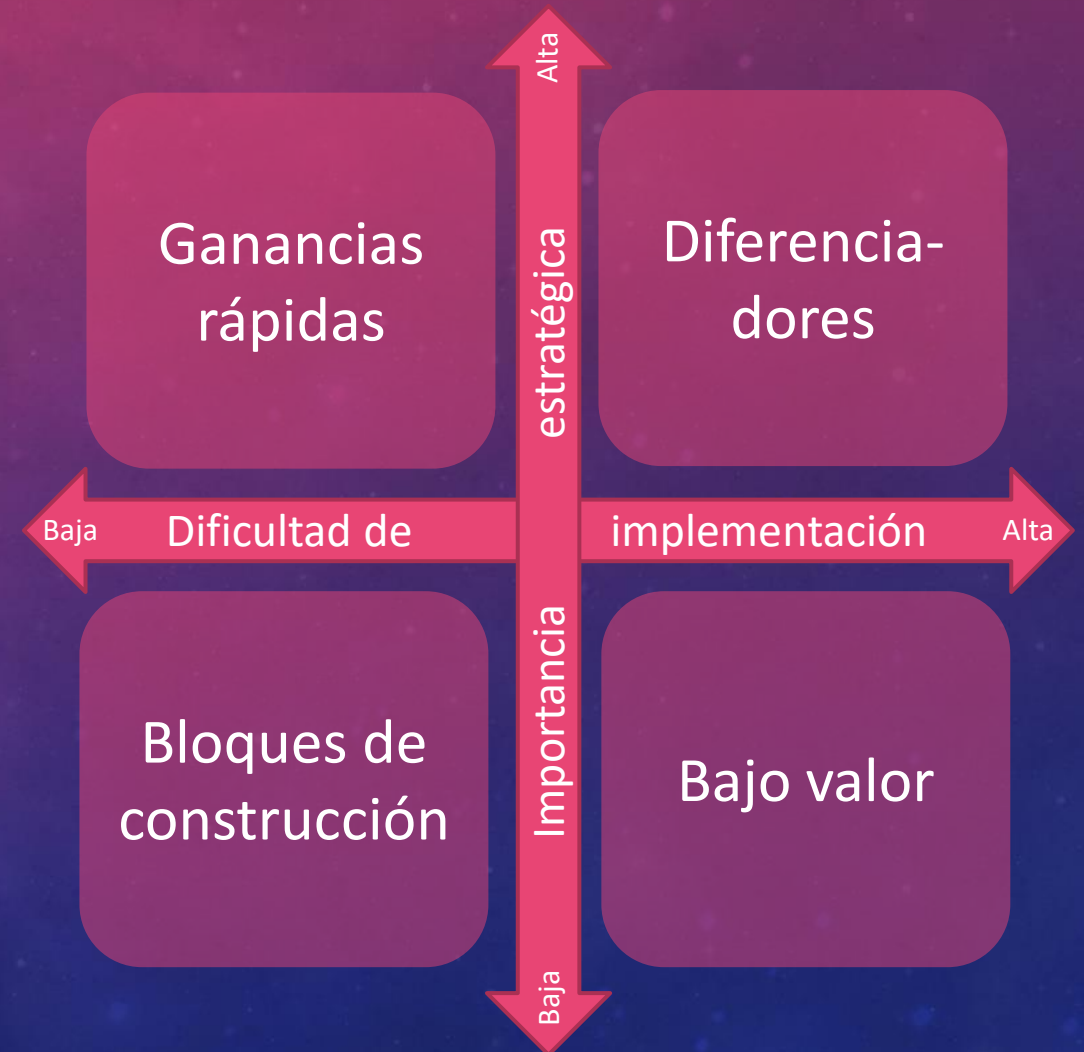 Alta
Ganancias
rápidas
Diferencia-
dores
Importancia estratégica
Baja Dificultad de implementación Alta
Bloques de
construcción
Bajo valor
Baja